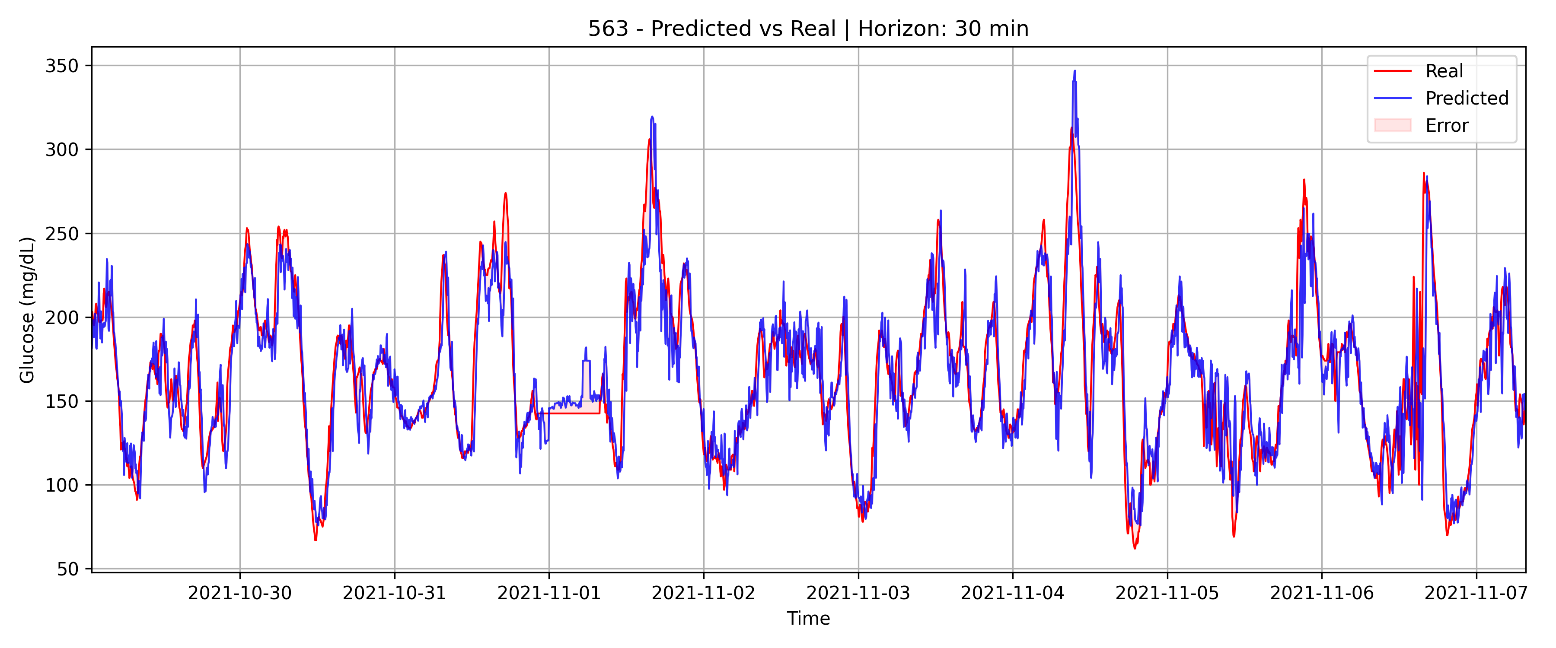 563 - Predicted vs Real | Horizon: 30 min
350
300
250
200
150
100
50
Glucose (mg/dL)
Real
Predicted
Error
2021-10-30 2021-10-31 2021-11-01 2021-11-02 2021-11-03 2021-11-04 2021-11-05 2021-11-06 2021-11-07
Time